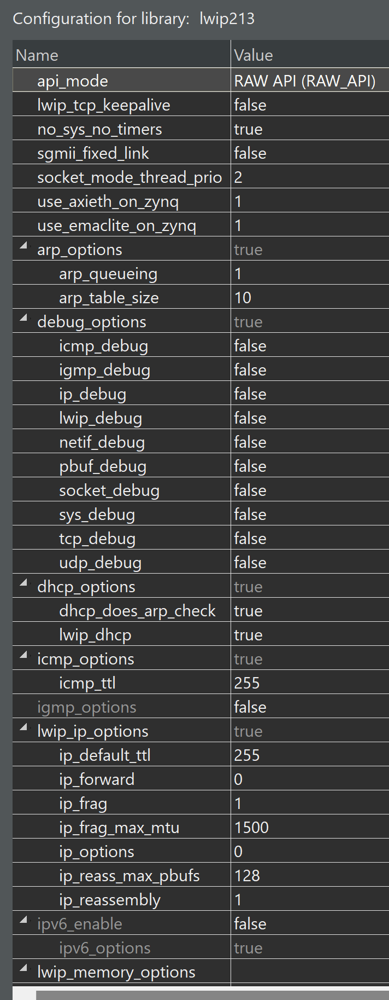 Configuration for library: lwip213
Name Value
api_mode RAW API (RAW_API)
lwip_tcp_keepalive false
no_sys_no_timers true
sgmii_fixed_link false
socket_mode_thread_prio 2
use_axieth_on_zynq 1
use_emaclite_on_zynq 1
arp_options true
arp_queueing 1
arp_table_size 10
debug_options true
icmp_debug false
igmp_debug false
ip_debug false
lwip_debug false
netif_debug false
pbuf_debug false
socket_debug false
sys_debug false
tcp_debug false
udp_debug false
dhcp_options true
dhcp_does_arp_check true
lwip_dhcp true
icmp_options true
icmp_ttl 255
igmp_options false
lwip_ip_options true
ip_default_ttl 255
ip_forward 0
ip_frag 1
ip_frag_max_mtu 1500
ip_options 0
ip_reass_max_pbufs 128
ip_reassembly 1
ipv6_enable false
ipv6_options true
lwip_memory_options